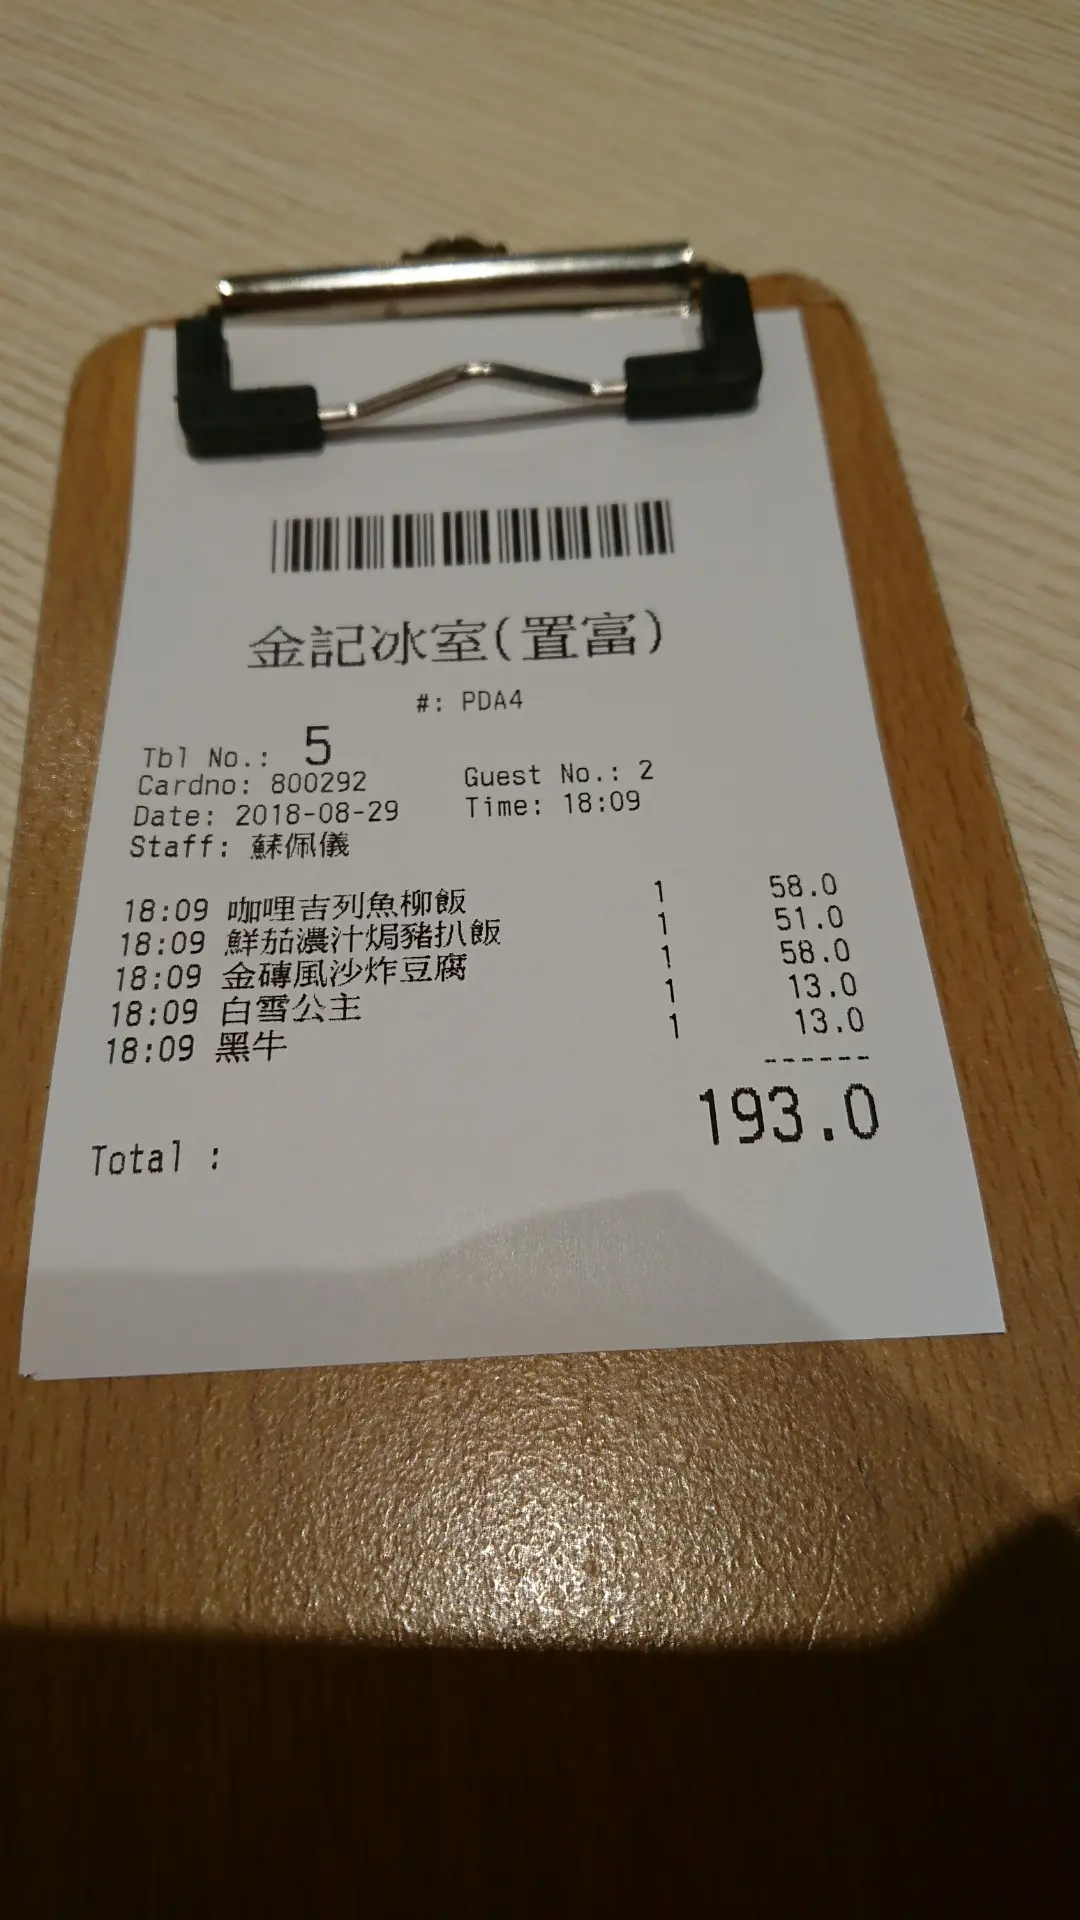 金記冰室(置富)
#: PDA4
Tbl No.: 5
Cardno: 800292 Guest No.: 2
Date: 2018-08-29 Time: 18:09
Staff: 蘇佩儀
18:09 咖哩吉列魚柳飯 1 58.0
18:09 鮮茄濃汁焗豬扒飯 1 51.0
18:09 金磚風沙炸豆腐 1 58.0
18:09 白雪公主 1 13.0
18:09 黑牛 1 13.0
------
Total : 193.0